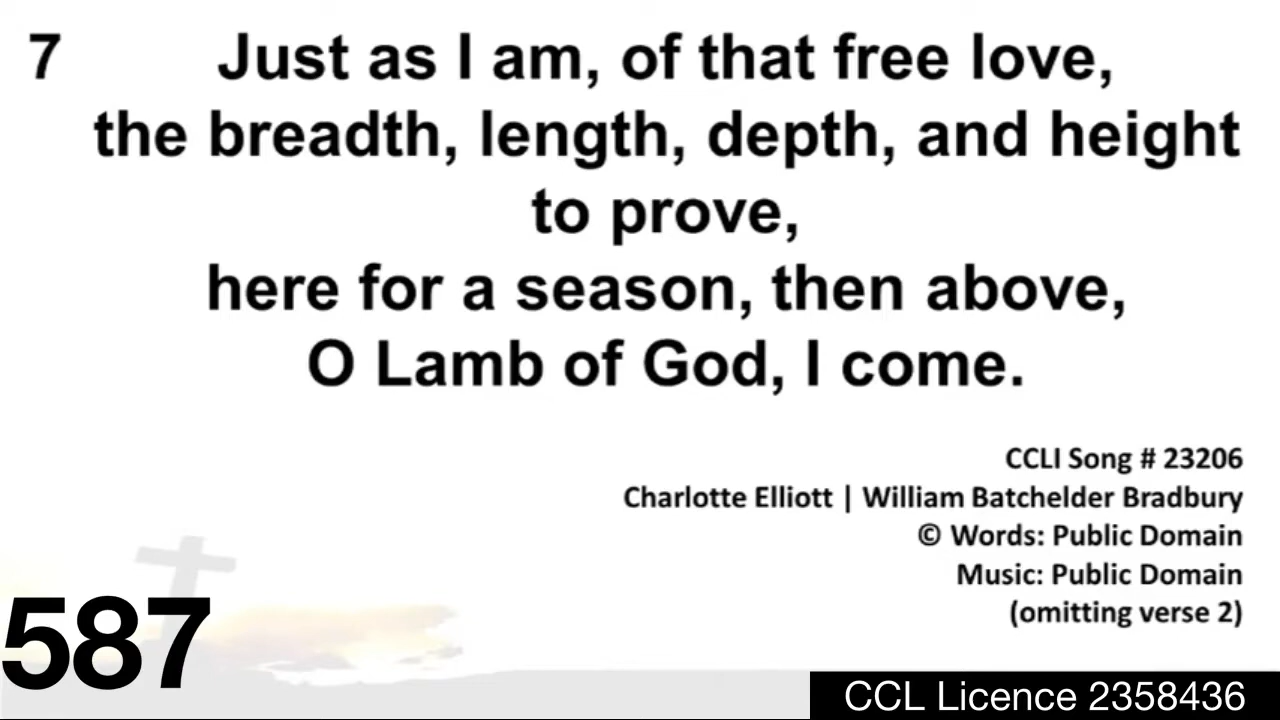 7 Just as I am, of that free love,
the breadth, length, depth, and height
to prove,
here for a season, then above,
O Lamb of God, I come.
CCLI Song # 23206
Charlotte Elliott | William Batchelder Bradbury
© Words: Public Domain
Music: Public Domain
(omitting verse 2)
587
CCL Licence 2358436